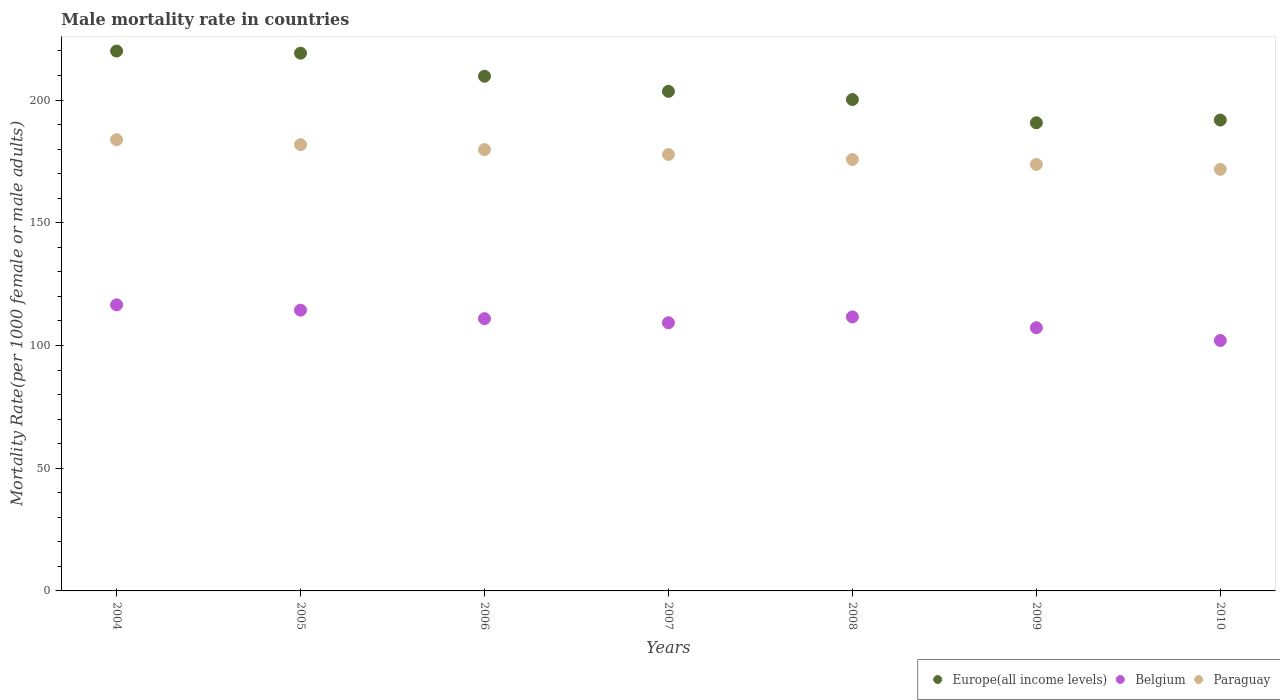 Male mortality rate in countries
Mortality Rate(per 1000 female or male adults)
200
150
100
50
0
2004
2005
2006
2007
2008
2009
2010
Years
Europe(all income levels)
Belgium
Paraguay